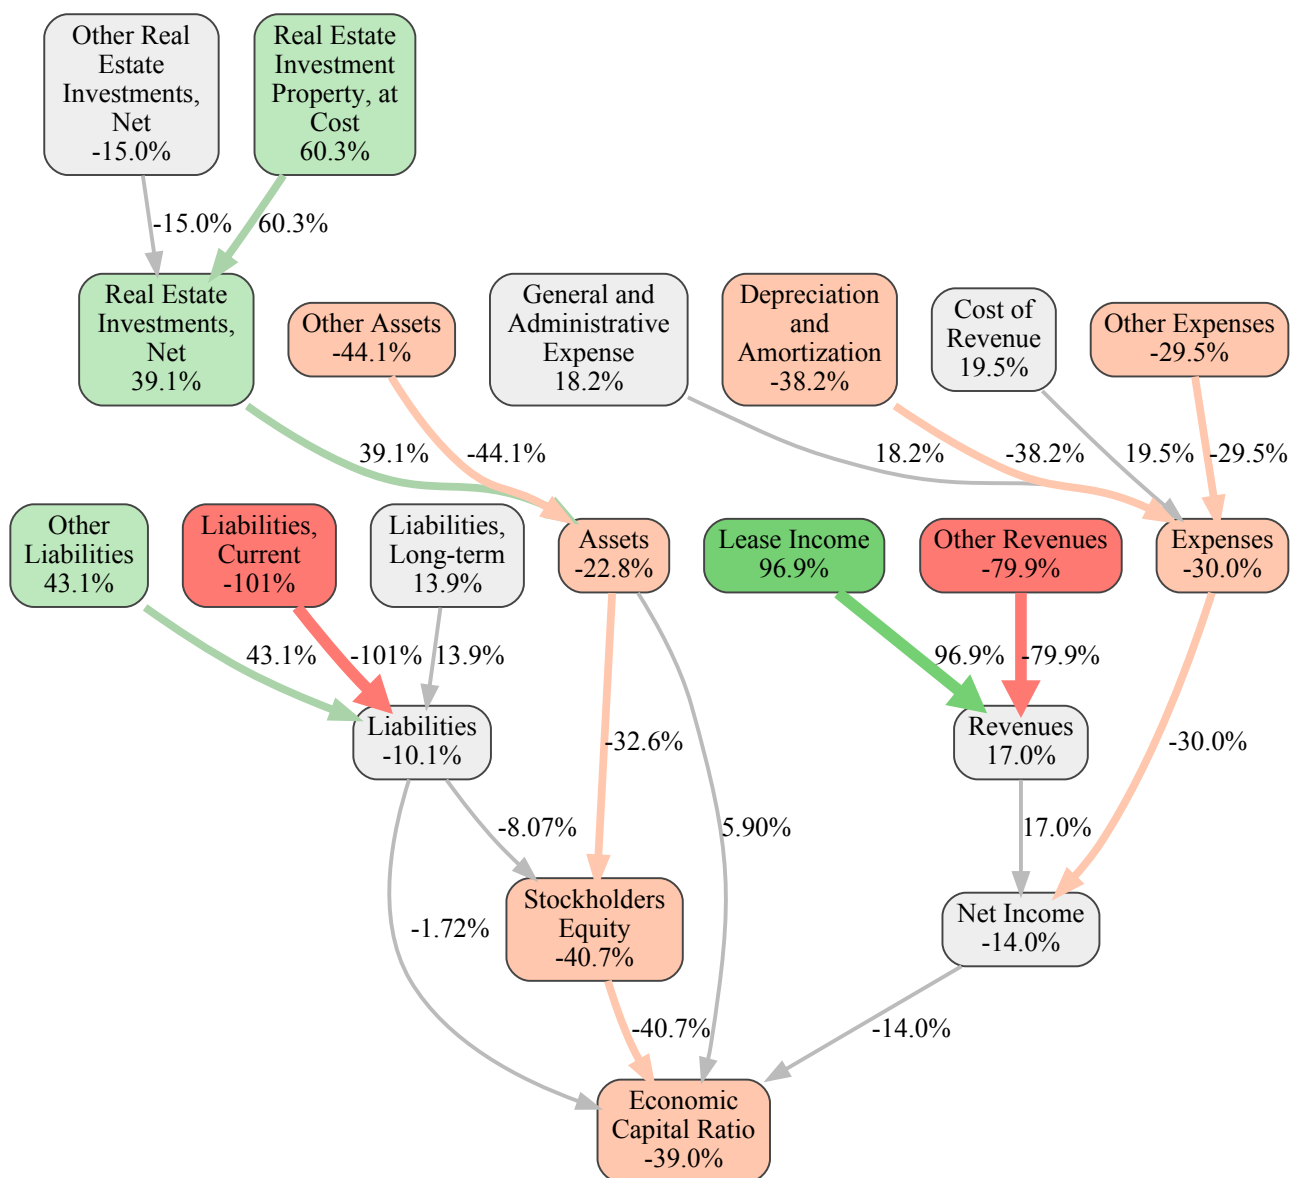 Other Real
Estate
Investments,
Net
-15.0%
Real Estate
Investment
Property, at
Cost
60.3%
-15.0%
60.3%
Real Estate
Investments,
Net
39.1%
Other Assets
-44.1%
General and
Administrative
Expense
18.2%
Depreciation
and
Amortization
-38.2%
Cost of
Revenue
19.5%
Other Expenses
-29.5%
39.1%
-44.1%
18.2%
-38.2%
19.5%
-29.5%
Other
Liabilities
43.1%
Liabilities,
Current
-101%
Liabilities,
Long-term
13.9%
Assets
-22.8%
Lease Income
96.9%
Other Revenues
-79.9%
Expenses
-30.0%
43.1%
-101%
13.9%
-32.6%
96.9%
-79.9%
-30.0%
Liabilities
-10.1%
Revenues
17.0%
-8.07%
5.90%
17.0%
-1.72%
Stockholders
Equity
-40.7%
Net Income
-14.0%
-40.7%
-14.0%
Economic
Capital Ratio
-39.0%